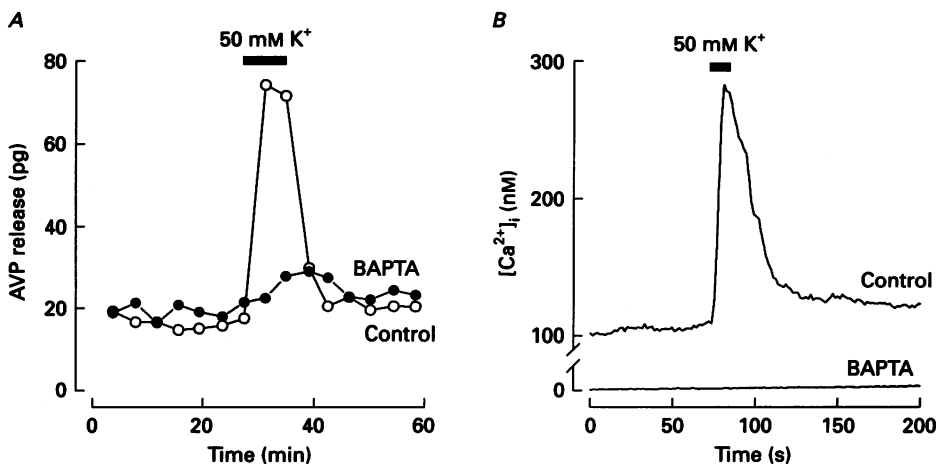 A
50 mM K⁺
80
60
40
20
0
AVP release (pg)
BAPTA
Control
0 20 40 60
Time (min)
B
50 mM K⁺
300
200
100
0
[Ca²⁺]ᵢ (nM)
Control
BAPTA
0 50 100 150 200
Time (s)